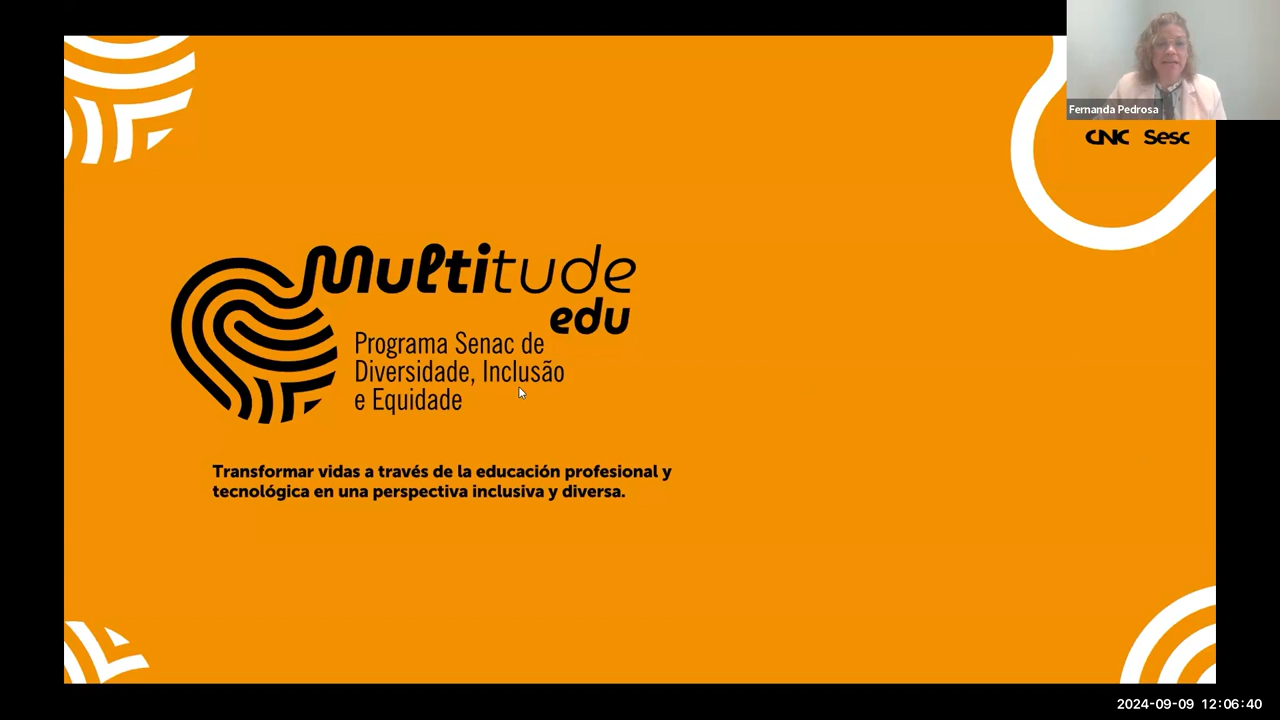 Fernanda Pedrosa
CNC Sesc
Multitude
edu
Programa Senac de
Diversidade, Inclusão
e Equidade
Transformar vidas a través de la educación profesional y
tecnológica en una perspectiva inclusiva y diversa.
2024-09-09 12:06:40